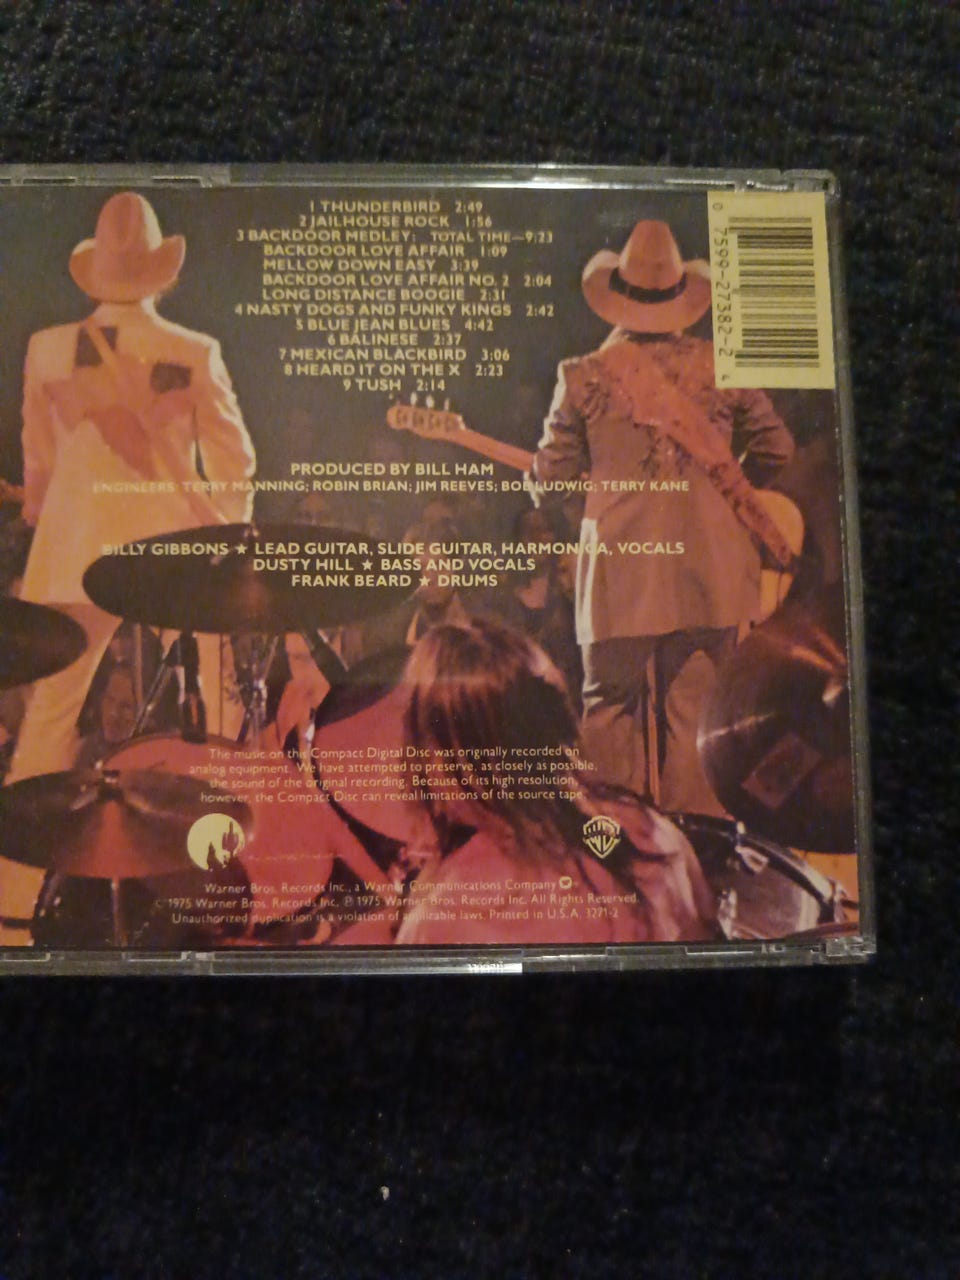 1 THUNDERBIRD 2:49
2 JAILHOUSE ROCK 1:56
3 BACKDOOR MEDLEY: TOTAL TIME—9:23
BACKDOOR LOVE AFFAIR 1:09
MELLOW DOWN EASY 3:39
BACKDOOR LOVE AFFAIR NO. 2 2:04
LONG DISTANCE BOOGIE 2:31
4 NASTY DOGS AND FUNKY KINGS 2:42
5 BLUE JEAN BLUES 4:42
6 BALINESE 2:37
7 MEXICAN BLACKBIRD 3:06
8 HEARD IT ON THE X 2:23
9 TUSH 2:14
0 7599-27382-2 4
PRODUCED BY BILL HAM
ENGINEERS: TERRY MANNING; ROBIN BRIAN; JIM REEVES; BOB LUDWIG; TERRY KANE
BILLY GIBBONS ★ LEAD GUITAR, SLIDE GUITAR, HARMONICA, VOCALS
DUSTY HILL ★ BASS AND VOCALS
FRANK BEARD ★ DRUMS
The music on this Compact Digital Disc was originally recorded on
analog equipment. We have attempted to preserve, as closely as possible,
the sound of the original recording. Because of its high resolution,
however, the Compact Disc can reveal limitations of the source tape.
Warner Bros. Records Inc., a Warner Communications Company
© 1975 Warner Bros. Records Inc. ℗ 1975 Warner Bros. Records Inc. All Rights Reserved.
Unauthorized duplication is a violation of applicable laws. Printed in U.S.A. 3271-2